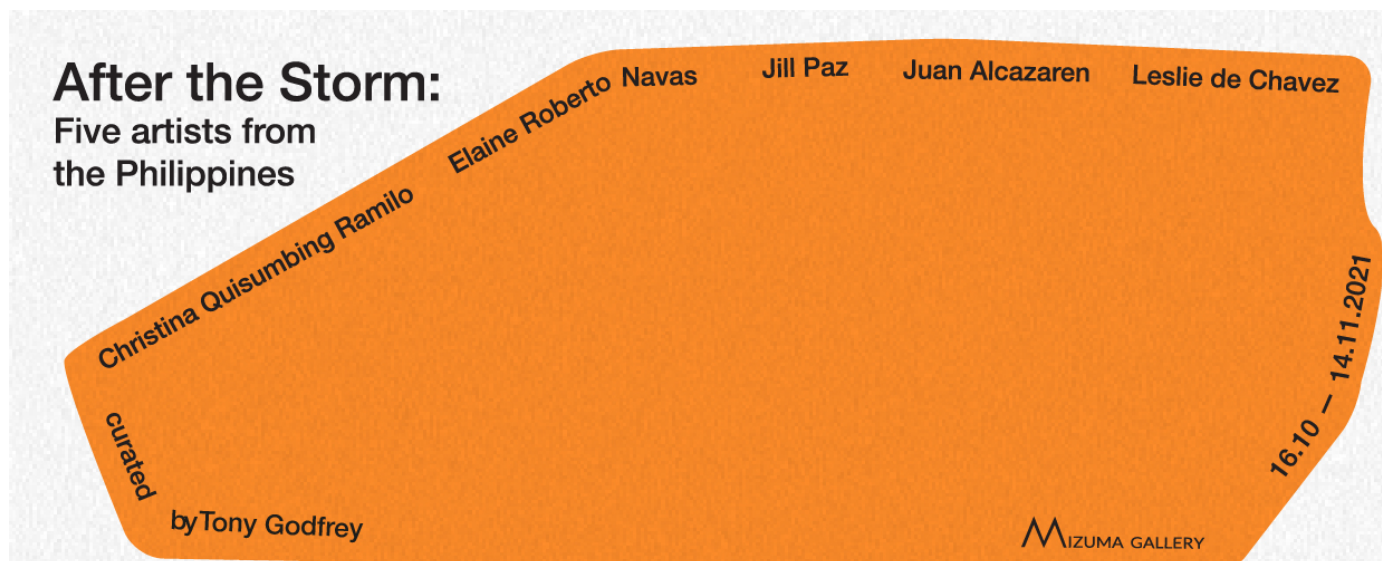 After the Storm:
Five artists from
the Philippines
Christina Quisumbing Ramilo
Elaine Roberto Navas
Jill Paz
Juan Alcazaren
Leslie de Chavez
16.10 — 14.11.2021
curated by Tony Godfrey
MIZUMA GALLERY